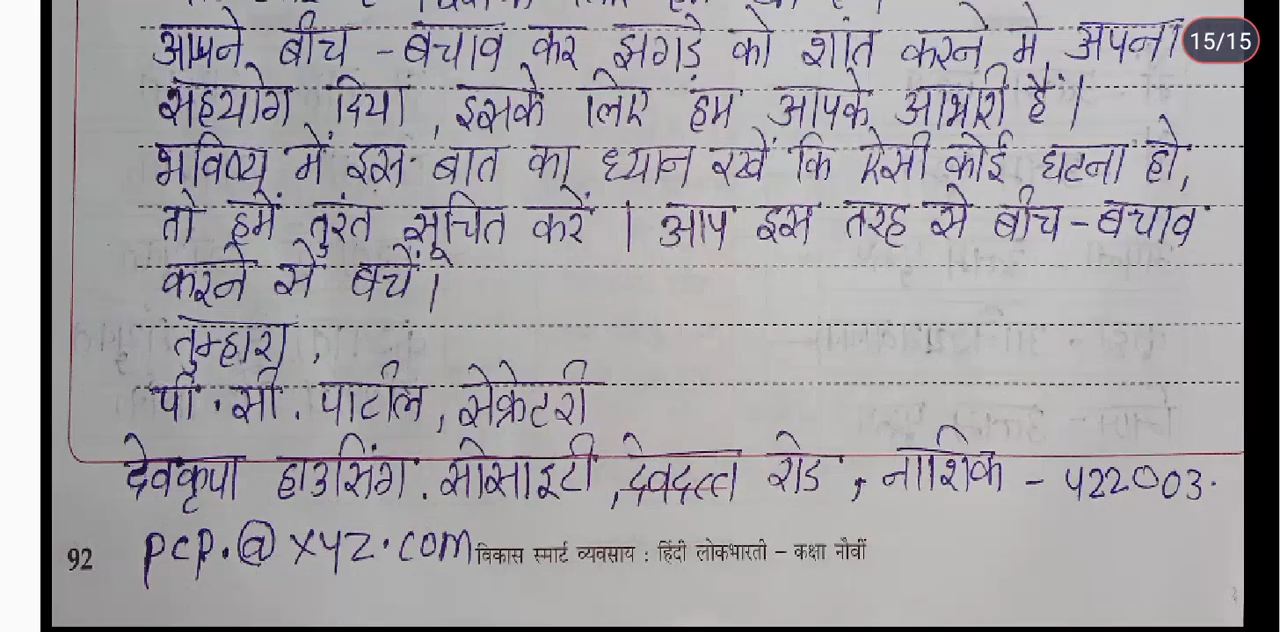 आपने बीच - बचाव कर झगड़े को शांत करने मे अपना
15/15
सहयोग दिया, इसके लिए हम आपके आभारी हैं।
भविष्य में इस बात का ध्यान रखें कि ऐसी कोई घटना हो,
तो हमें तुरंत सूचित करें। आप इस तरह से बीच - बचाव
करने से बचें।
तुम्हारा,
पी. सी. पाटील, सेक्रेटरी
देवकृपा हाउसिंग. सोसाइटी, देवदत्त रोड, नाशिक - 422003.
pcp.@xyz.com
92 विकास स्मार्ट व्यवसाय : हिंदी लोकभारती – कक्षा नौवीं